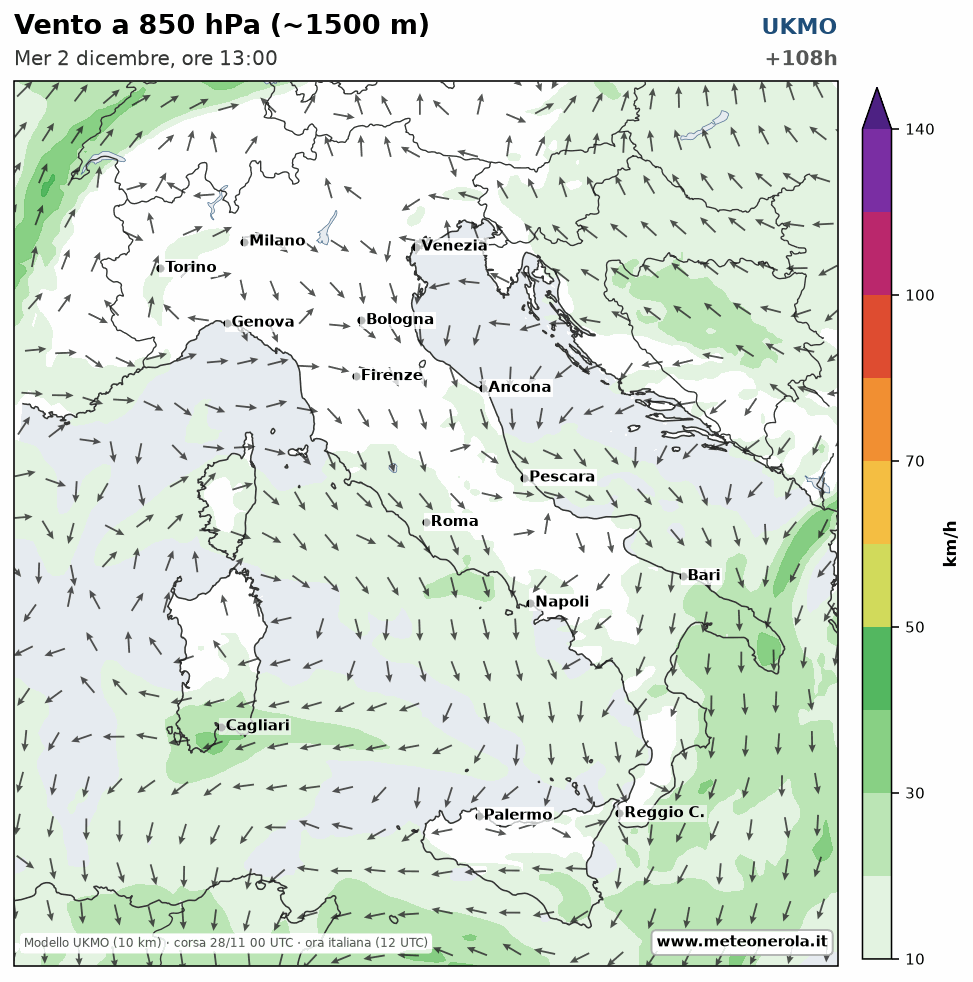 Vento a 850 hPa (~1500 m)
UKMO
Mer 2 dicembre, ore 13:00
+108h
Milano
Venezia
Torino
Genova
Bologna
Firenze
Ancona
Pescara
Roma
Bari
Napoli
Cagliari
Palermo
Reggio C.
140
100
70
50
30
10
km/h
Modello UKMO (10 km) · corsa 28/11 00 UTC · ora italiana (12 UTC)
www.meteonerola.it